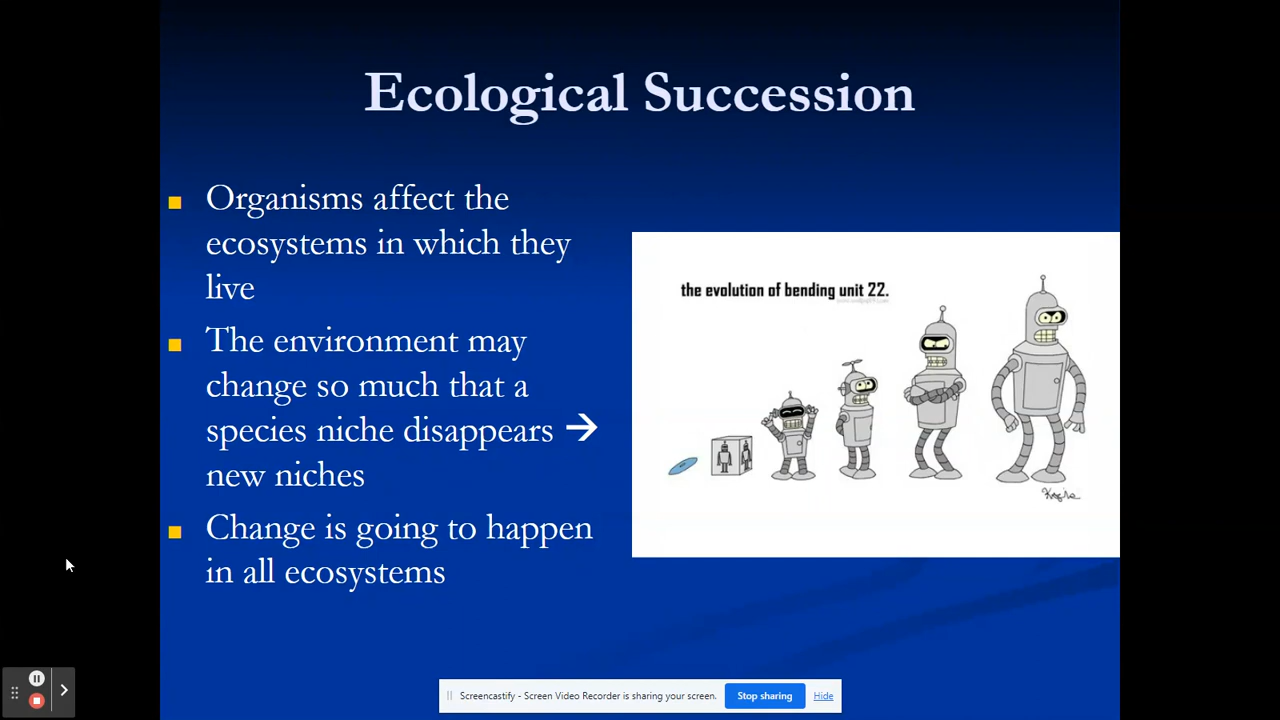 Ecological Succession
■ Organisms affect the
ecosystems in which they
live
■ The environment may
change so much that a
species niche disappears →
new niches
■ Change is going to happen
in all ecosystems
the evolution of bending unit 22.
Screencastify - Screen Video Recorder is sharing your screen.
Stop sharing
Hide